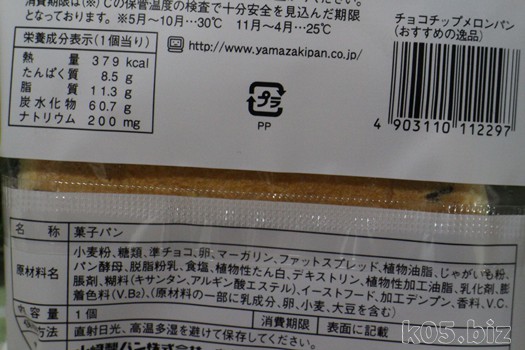 消費期限は(※)℃の保管温度の検査で十分安全を見込んだ期限
となっております。※5月〜10月…30℃ 11月〜4月…25℃
栄養成分表示(1個当り)
熱量 379 kcal
たんぱく質 8.5 g
脂質 11.3 g
炭水化物 60.7 g
ナトリウム 200 mg
http://www.yamazakipan.co.jp/
プラ
PP
チョコチップメロンパン
(おすすめの逸品)
4 903110 112297
名称 菓子パン
原材料名 小麦粉、糖類、準チョコ、卵、マーガリン、ファットスプレッド、植物油脂、じゃがいも粉、
パン酵母、脱脂粉乳、食塩、植物性たん白、デキストリン、植物性加工油脂、乳化剤、膨
脹剤、糊料(キサンタン、アルギン酸エステル)、イーストフード、加工デンプン、香料、V.C、
着色料(V.B₂)、(原材料の一部に乳成分、卵、小麦、大豆を含む)
内容量 1個 消費期限 表面に記載
保存方法 直射日光、高温多湿を避けて保存してください。
山崎製パン株式会社
k05.biz